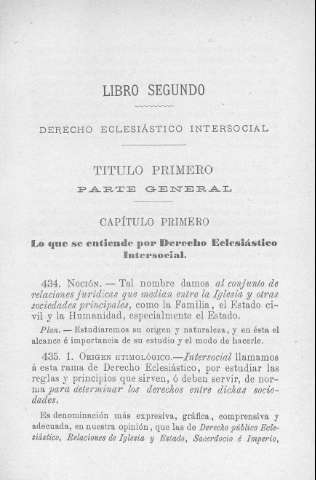 LIBRO SEGUNDO
DERECHO ECLESIÁSTICO INTERSOCIAL
TITULO PRIMERO
PARTE GENERAL
CAPÍTULO PRIMERO
Lo que se entiende por Derecho Eclesiástico
Intersocial.
434. NOCIÓN. — Tal nombre damos al conjunto de
relaciones jurídicas que median entre la Iglesia y otras
sociedades principales, como la Familia, el Estado ci-
vil y la Humanidad, especialmente el Estado.
Plan. — Estudiaremos su origen y naturaleza, y en ésta el
alcance é importancia de su estudio y el modo de hacerle.
435. I. ORIGEN ETIMOLÓGICO.—Intersocial llamamos
á esta rama de Derecho Eclesiástico, por estudiar las
reglas y principios que sirven, ó deben servir, de nor-
ma para determinar los derechos entre dichas socie-
dades.
Es denominación más expresiva, gráfica, comprensiva y
adecuada, en nuestra opinión, que las de Derecho público Ecle-
siástico, Relaciones de Iglesia y Estado, Sacerdocio é Imperio,